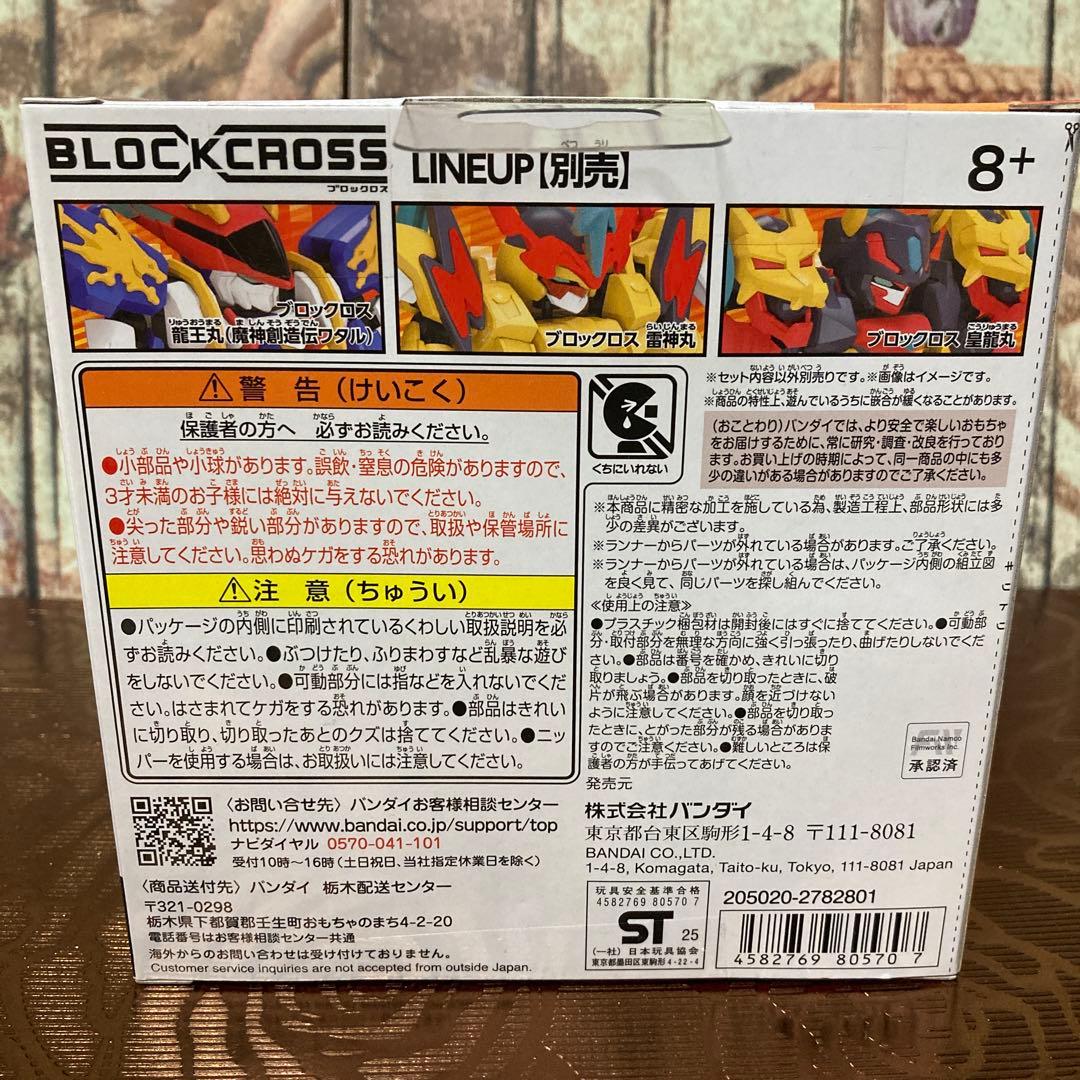 BLOCKCROSS
ブロックロス
LINEUP【別売】
8+
ブロックロス
龍王丸(魔神創造伝ワタル)
ブロックロス 雷神丸
ブロックロス 皇龍丸
⚠警 告(けいこく)
保護者の方へ 必ずお読みください。
●小部品や小球があります。誤飲・窒息の危険がありますので、
3才未満のお子様には絶対に与えないでください。
●尖った部分や鋭い部分がありますので、取扱や保管場所に
注意してください。思わぬケガをする恐れがあります。
⚠注 意(ちゅうい)
●パッケージの内側に印刷されているくわしい取扱説明を必
ずお読みください。●ぶつけたり、ふりまわすなど乱暴な遊び
をしないでください。●可動部分には指などを入れないでくだ
さい。はさまれてケガをする恐れがあります。●部品はきれい
に切り取り、切り取ったあとのクズは捨ててください。●ニッ
パーを使用する場合は、お取扱いには注意してください。
くちにいれない
※セット内容以外別売りです。※画像はイメージです。
※商品の特性上、遊んでいるうちに嵌合が緩くなることがあります。
(おことわり)バンダイでは、より安全で楽しいおもちゃ
をお届けするために、常に研究・調査・改良を行っており
ます。お買い上げの時期によって、同一商品の中にも多
少の違いがある場合がありますのでご了承ください。
※本商品に精密な加工を施している為、製造工程上、部品形状には多
少の差異がございます。
※ランナーからパーツが外れている場合があります。ご了承ください。
※ランナーからパーツが外れている場合は、パッケージ内側の組立図
を良く見て、同じパーツを探し組んでください。
≪使用上の注意≫
●プラスチック梱包材は開封後にはすぐに捨ててください。●可動部
分・取付部分を無理な方向に強く引っ張ったり、曲げたりしないでくだ
さい。●部品は番号を確かめ、きれいに切り
取りましょう。●部品を切り取ったときに、破
片が飛ぶ場合があります。顔を近づけない
ように注意してください。●部品を切り取っ
たときに、とがった部分が残る場合がありま
すのでご注意ください。●難しいところは保
護者の方が手伝ってあげてください。
Bandai Namco
Filmworks Inc.
承認済
発売元
株式会社バンダイ
東京都台東区駒形1-4-8 〒111-8081
BANDAI CO.,LTD.
1-4-8, Komagata, Taito-ku, Tokyo, 111-8081 Japan
〈お問い合せ先〉バンダイお客様相談センター
https://www.bandai.co.jp/support/top
ナビダイヤル 0570-041-101
受付10時～16時(土日祝日、当社指定休業日を除く)
〈商品送付先〉バンダイ 栃木配送センター
〒321-0298
栃木県下都賀郡壬生町おもちゃのまち4-2-20
電話番号はお客様相談センター共通
海外からのお問い合わせは受け付けておりません。
Customer service inquiries are not accepted from outside Japan.
玩具安全基準合格
4582769 80570 7
ST 25
(一社)日本玩具協会
東京都墨田区東駒形4-22-4
205020-2782801
4582769 80570 7